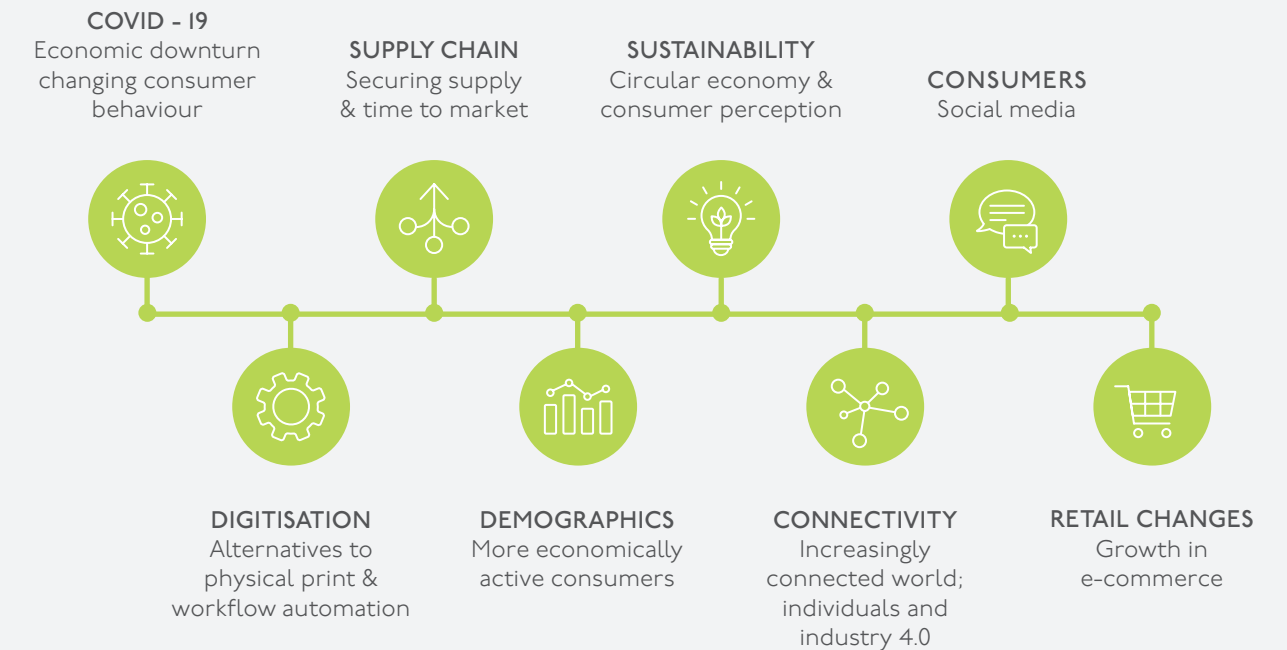 COVID - 19
Economic downturn
changing consumer
behaviour
SUPPLY CHAIN
Securing supply
& time to market
SUSTAINABILITY
Circular economy &
consumer perception
CONSUMERS
Social media
DIGITISATION
Alternatives to
physical print &
workflow automation
DEMOGRAPHICS
More economically
active consumers
CONNECTIVITY
Increasingly
connected world;
individuals and
industry 4.0
RETAIL CHANGES
Growth in
e-commerce